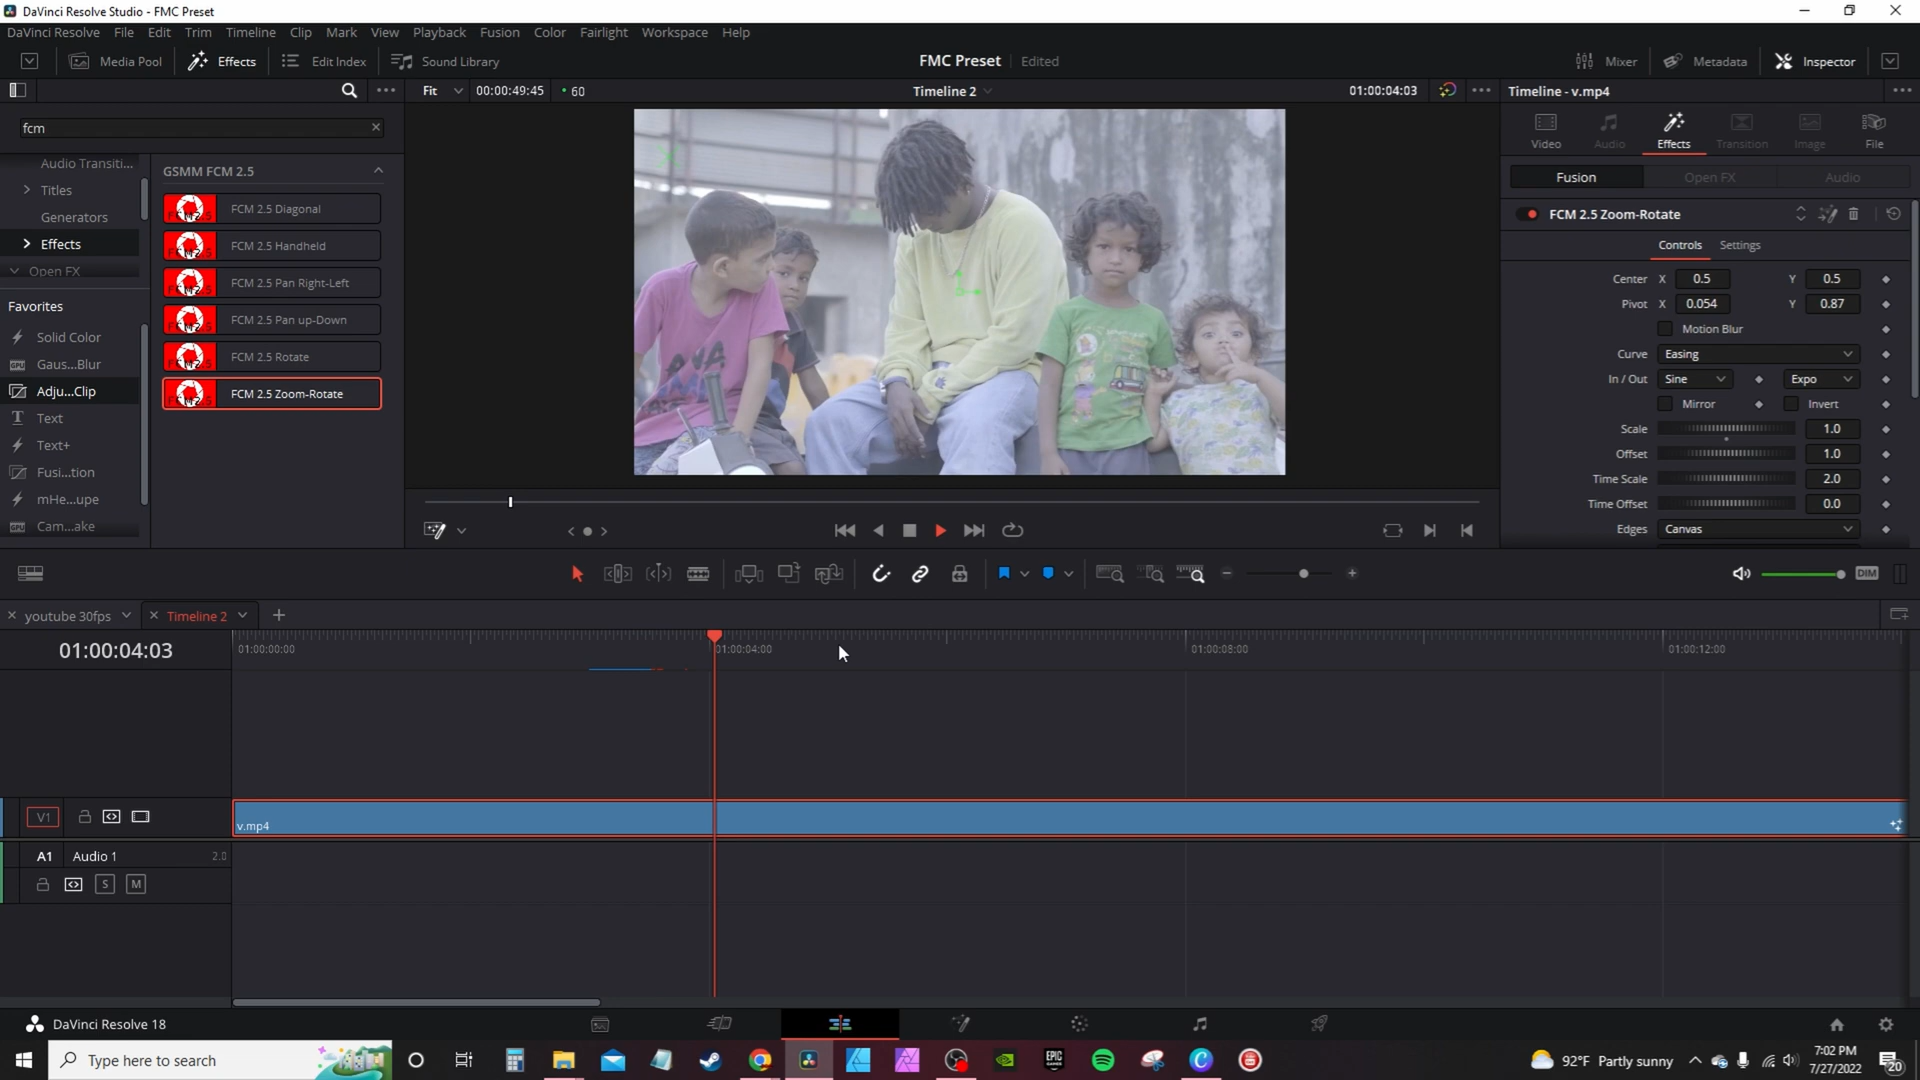 DaVinci Resolve Studio - FMC Preset
DaVinci Resolve File Edit Trim Timeline Clip Mark View Playback Fusion Color Fairlight Workspace Help
Media Pool Effects Edit Index Sound Library FMC Preset Edited Mixer Metadata Inspector
Fit 00:00:49:45 60 Timeline 2 01:00:04:03 Timeline - v.mp4
fcm
Audio Transiti...
Titles
Generators
Effects
Open FX
Favorites
Solid Color
Gaus...Blur
Adju...Clip
Text
Text+
Fusi...tion
mHe...upe
Cam...ake
GSMM FCM 2.5
FCM 2.5 Diagonal
FCM 2.5 Handheld
FCM 2.5 Pan Right-Left
FCM 2.5 Pan up-Down
FCM 2.5 Rotate
FCM 2.5 Zoom-Rotate
Video Audio Effects Transition Image File
Fusion Open FX Audio
FCM 2.5 Zoom-Rotate
Controls Settings
Center X 0.5 Y 0.5
Pivot X 0.054 Y 0.87
Motion Blur
Curve Easing
In / Out Sine Expo
Mirror Invert
Scale 1.0
Offset 1.0
Time Scale 2.0
Time Offset 0.0
Edges Canvas
DIM
youtube 30fps Timeline 2
01:00:04:03 01:00:00:00 01:00:04:00 01:00:08:00 01:00:12:00
V1
v.mp4
A1 Audio 1 2.0
S M
DaVinci Resolve 18
Type here to search
EPIC GAMES
92°F Partly sunny
7:02 PM
7/27/2022
20